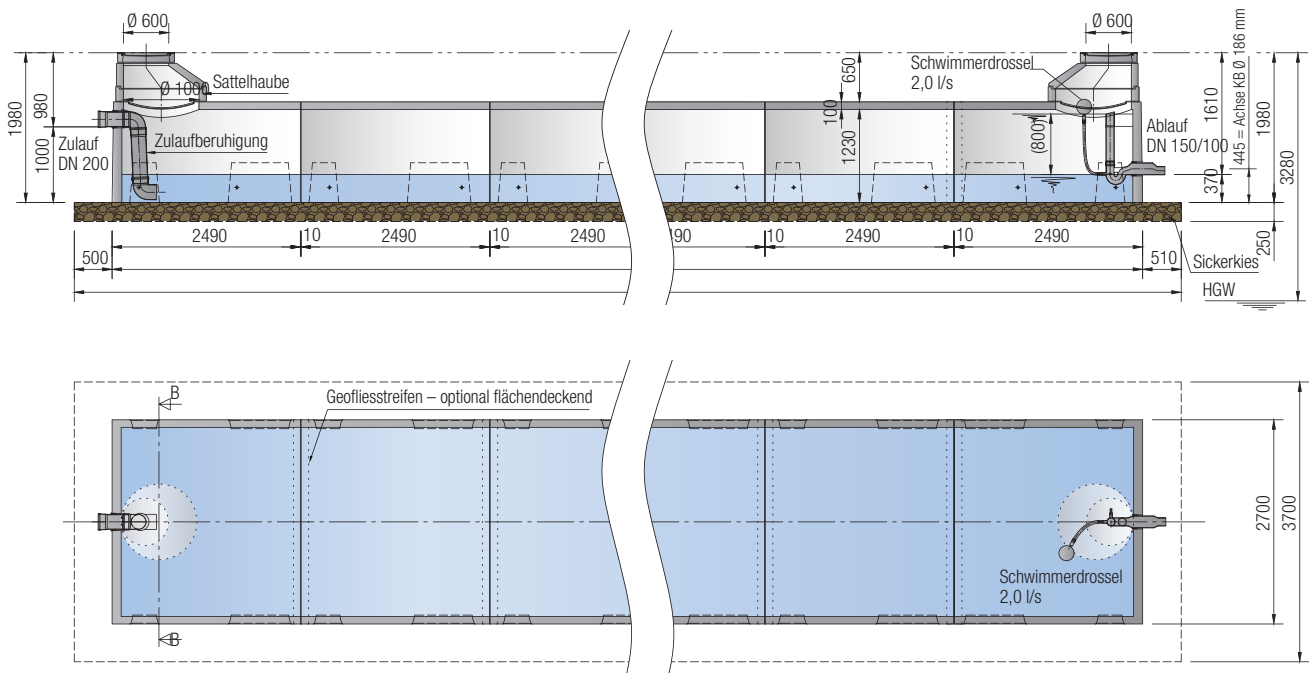 Ø 600
Ø 600
Sattelhaube
Ø 1000
Schwimmerdrossel
2,0 l/s
650
100
1230
(800)
1980
980
1000
Zulauf
DN 200
Zulaufberuhigung
Ablauf
DN 150/100
1610
370
445 = Achse KB Ø 186 mm
1980
3280
250
2490
10
2490
10
2490
2490
10
2490
10
2490
500
510
Sickerkies
HGW
B
Geofliesstreifen – optional flächendeckend
B
Schwimmerdrossel
2,0 l/s
2700
3700